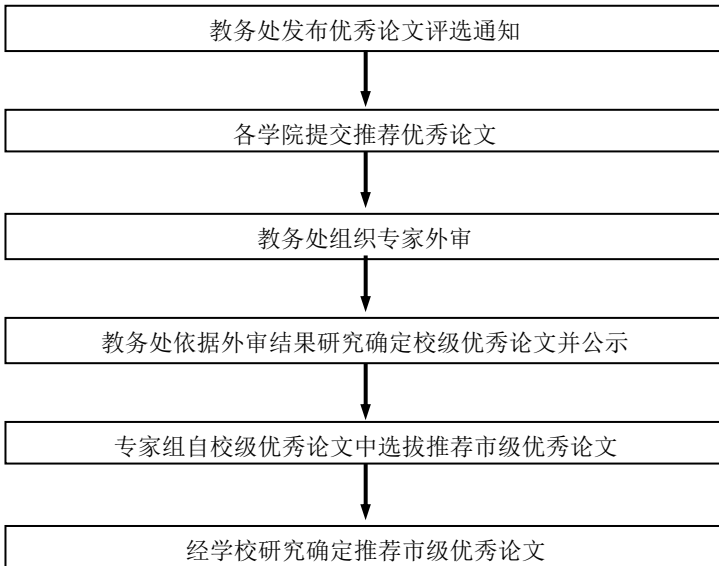 教务处发布优秀论文评选通知
各学院提交推荐优秀论文
教务处组织专家外审
教务处依据外审结果研究确定校级优秀论文并公示
专家组自校级优秀论文中选拔推荐市级优秀论文
经学校研究确定推荐市级优秀论文